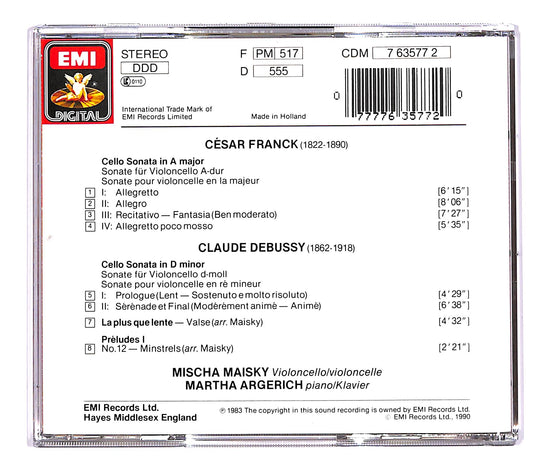 EMI
DIGITAL
STEREO
DDD
0110
F PM 517
D 555
CDM 7 63577 2
International Trade Mark of
EMI Records Limited
Made in Holland
0 77776 35772 0
CÉSAR FRANCK (1822-1890)
Cello Sonata in A major
Sonate für Violoncello A-dur
Sonate pour violoncelle en la majeur
1 I: Allegretto [6'15"]
2 II: Allegro [8'06"]
3 III: Recitativo — Fantasia (Ben moderato) [7'27"]
4 IV: Allegretto poco mosso [5'35"]
CLAUDE DEBUSSY (1862-1918)
Cello Sonata in D minor
Sonate für Violoncello d-moll
Sonate pour violoncelle en rè mineur
5 I: Prologue (Lent — Sostenuto e molto risoluto) [4'29"]
6 II: Sèrènade et Final (Modèrèment animè — Animè) [6'38"]
7 La plus que lente — Valse (arr. Maisky) [4'32"]
Prèludes I
8 No. 12 — Minstrels (arr. Maisky) [2'21"]
MISCHA MAISKY Violoncello/violoncelle
MARTHA ARGERICH piano/Klavier
EMI Records Ltd.
Hayes Middlesex England
℗ 1983 The copyright in this sound recording is owned by EMI Records Ltd.
© EMI Records Ltd., 1990